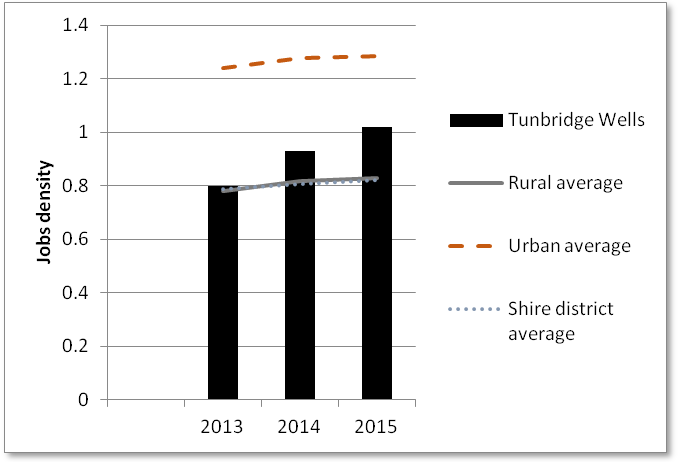 1.4
1.2
1
0.8
0.6
0.4
0.2
0
Jobs density
2013 2014 2015
Tunbridge Wells
Rural average
Urban average
Shire district
average